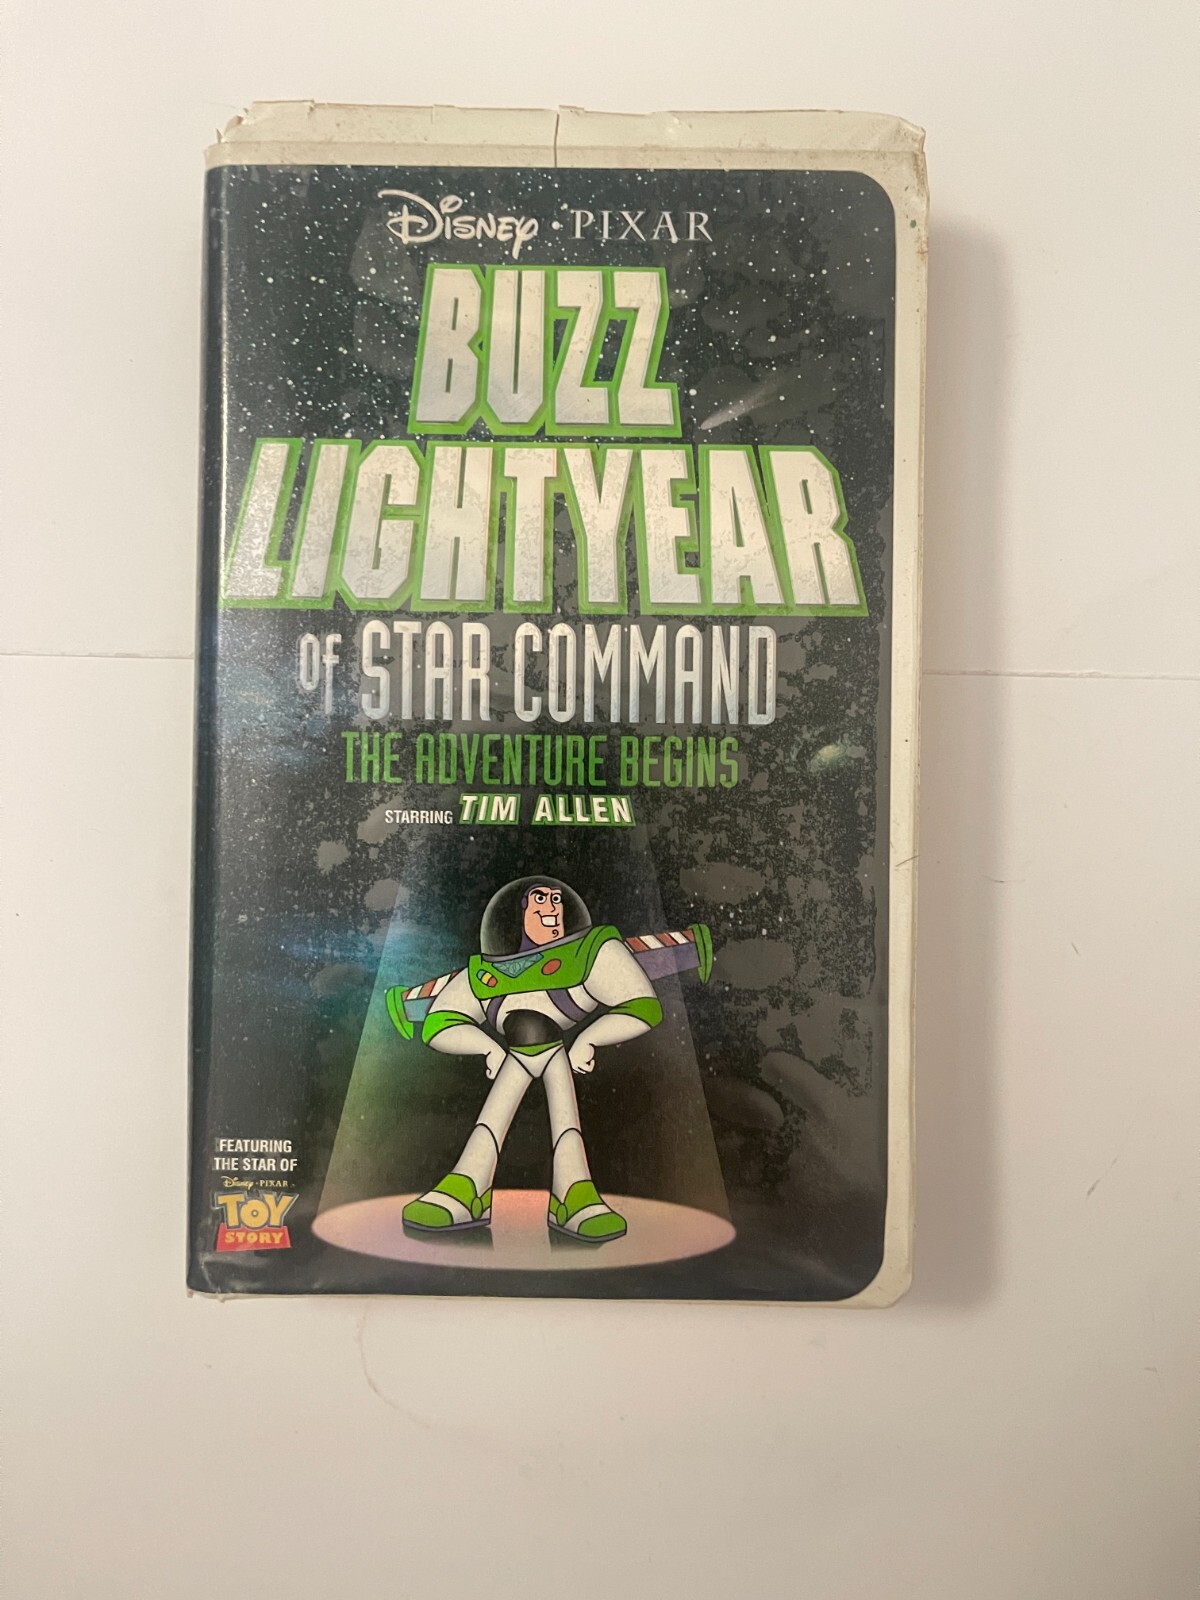 Disney · PIXAR
BUZZ
LIGHTYEAR
OF STAR COMMAND
THE ADVENTURE BEGINS
STARRING TIM ALLEN
FEATURING
THE STAR OF
Disney · PIXAR
TOY
STORY